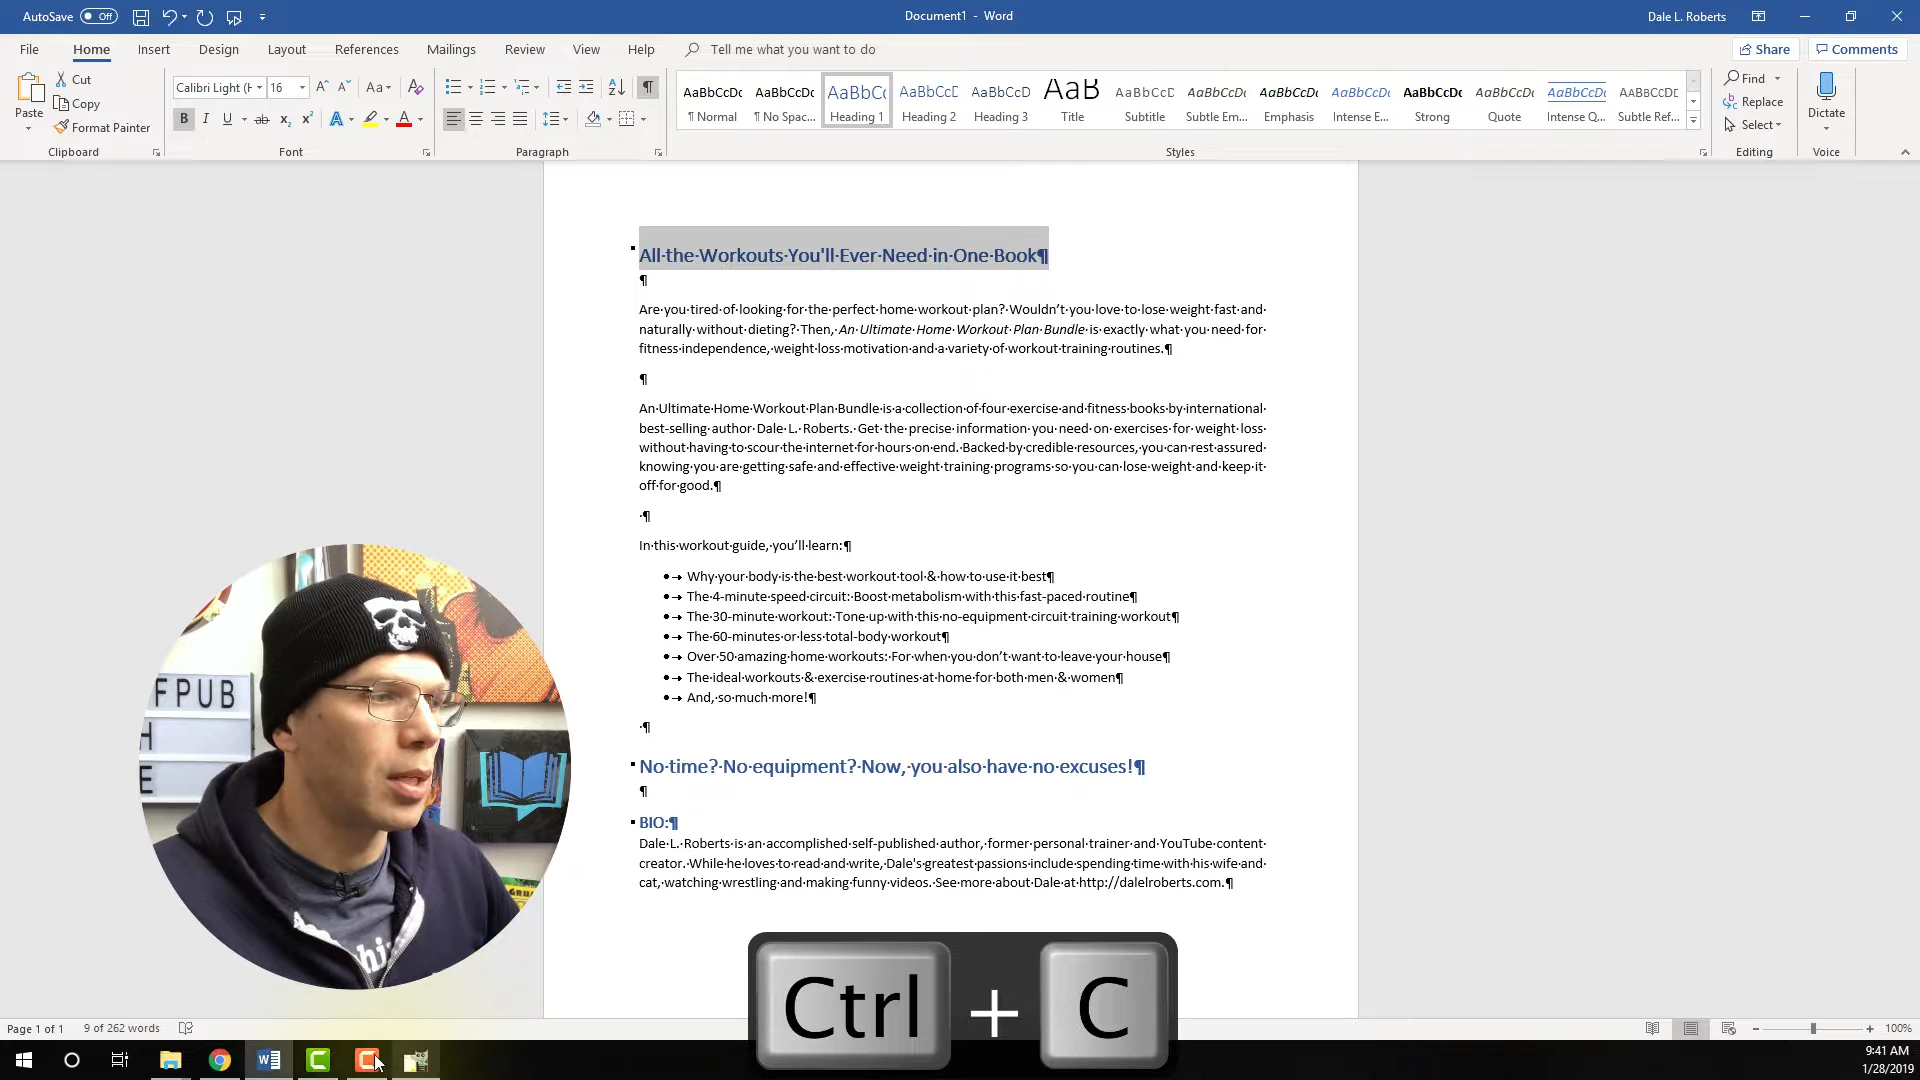 AutoSave Off
Document1 - Word
Dale L. Roberts
File Home Insert Design Layout References Mailings Review View Help Tell me what you want to do
Share Comments
Paste
Cut
Copy
Format Painter
Clipboard
Calibri Light (H 16
Font
Paragraph
AaBbCcDc AaBbCcDc AaBbC( AaBbCcD AaBbCcD AaB AaBbCcD AaBbCcDc AaBbCcDc AaBbCcDc AaBbCcDc AaBbCcDc AaBbCcDc AABBCCDE
¶ Normal ¶ No Spac... Heading 1 Heading 2 Heading 3 Title Subtitle Subtle Em... Emphasis Intense E... Strong Quote Intense Q... Subtle Ref...
Styles
Find
Replace
Select
Editing
Dictate
Voice
All·the·Workouts·You'll·Ever·Need·in·One·Book¶
¶
Are·you·tired·of·looking·for·the·perfect·home·workout·plan?·Wouldn’t·you·love·to·lose·weight·fast·and·
naturally·without·dieting?·Then,·An·Ultimate·Home·Workout·Plan·Bundle·is·exactly·what·you·need·for·
fitness·independence,·weight·loss·motivation·and·a·variety·of·workout·training·routines.¶
¶
An·Ultimate·Home·Workout·Plan·Bundle·is·a·collection·of·four·exercise·and·fitness·books·by·international·
best-selling·author·Dale·L.·Roberts.·Get·the·precise·information·you·need·on·exercises·for·weight·loss·
without·having·to·scour·the·internet·for·hours·on·end.·Backed·by·credible·resources,·you·can·rest·assured·
knowing·you·are·getting·safe·and·effective·weight·training·programs·so·you·can·lose·weight·and·keep·it·
off·for·good.¶
·¶
In·this·workout·guide,·you’ll·learn:¶
•→ Why·your·body·is·the·best·workout·tool·&·how·to·use·it·best¶
•→ The·4-minute·speed·circuit:·Boost·metabolism·with·this·fast-paced·routine¶
•→ The·30-minute·workout:·Tone·up·with·this·no-equipment·circuit·training·workout¶
•→ The·60-minutes·or·less·total-body·workout¶
•→ Over·50·amazing·home·workouts:·For·when·you·don’t·want·to·leave·your·house¶
•→ The·ideal·workouts·&·exercise·routines·at·home·for·both·men·&·women¶
•→ And,·so·much·more!¶
·¶
No·time?·No·equipment?·Now,·you·also·have·no·excuses!¶
¶
BIO:¶
Dale·L.·Roberts·is·an·accomplished·self-published·author,·former·personal·trainer·and·YouTube·content·
creator.·While·he·loves·to·read·and·write,·Dale's·greatest·passions·include·spending·time·with·his·wife·and·
cat,·watching·wrestling·and·making·funny·videos.·See·more·about·Dale·at·http://dalelroberts.com.¶
FPUB
H
E
Ctrl + C
Page 1 of 1 9 of 262 words
100%
9:41 AM
1/28/2019